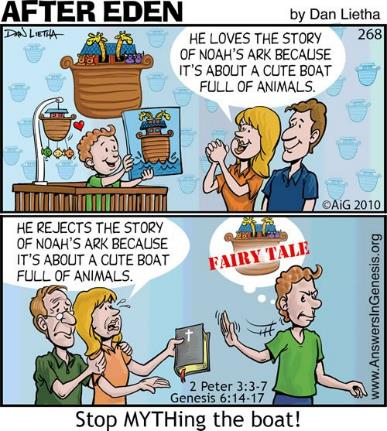 AFTER EDEN
by Dan Lietha
DAN LIETHA
268
HE LOVES THE STORY
OF NOAH'S ARK BECAUSE
IT'S ABOUT A CUTE BOAT
FULL OF ANIMALS.
©AiG 2010
HE REJECTS THE STORY
OF NOAH'S ARK BECAUSE
IT'S ABOUT A CUTE BOAT
FULL OF ANIMALS.
FAIRY TALE
2 Peter 3:3-7
Genesis 6:14-17
www.AnswersInGenesis.org
Stop MYTHing the boat!